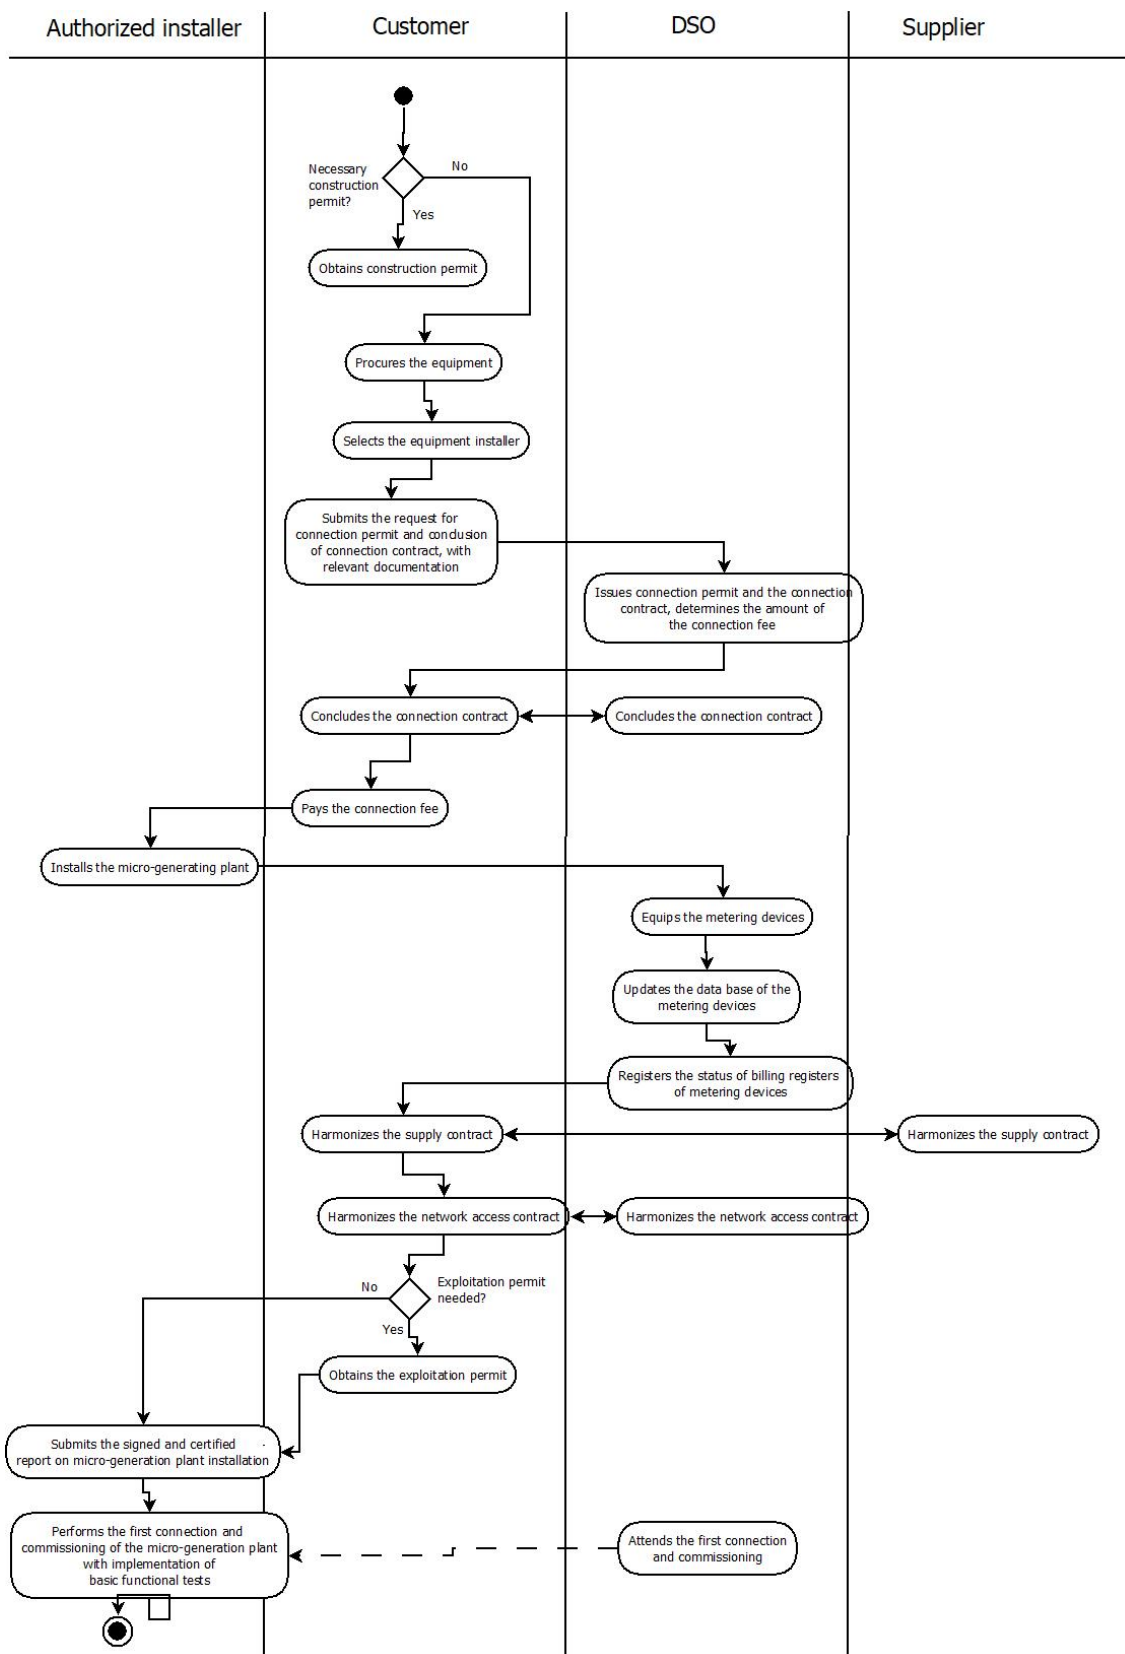 Authorized installer
Customer
DSO
Supplier
Necessary
construction
permit?
No
Yes
Obtains construction permit
Procures the equipment
Selects the equipment installer
Submits the request for
connection permit and conclusion
of connection contract, with
relevant documentation
Issues connection permit and the connection
contract, determines the amount of
the connection fee
Concludes the connection contract
Concludes the connection contract
Pays the connection fee
Installs the micro-generating plant
Equips the metering devices
Updates the data base of the
metering devices
Registers the status of billing registers
of metering devices
Harmonizes the supply contract
Harmonizes the supply contract
Harmonizes the network access contract
Harmonizes the network access contract
No
Exploitation permit
needed?
Yes
Obtains the exploitation permit
Submits the signed and certified
report on micro-generation plant installation
Performs the first connection and
commissioning of the micro-generation plant
with implementation of
basic functional tests
Attends the first connection
and commissioning